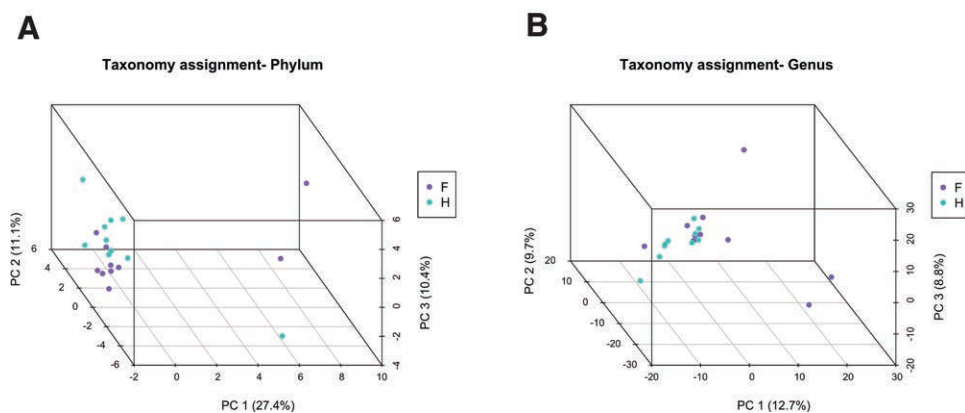 A
Taxonomy assignment- Phylum
PC 2 (11.1%)
6
4
2
0
-2
-4
-6
-2
0
2
4
6
8
10
PC 1 (27.4%)
6
4
2
0
-2
-4
PC 3 (10.4%)
F
H
B
Taxonomy assignment- Genus
PC 2 (9.7%)
20
10
0
-10
-20
-30
-20
-10
0
10
20
30
PC 1 (12.7%)
30
20
10
0
-10
-20
PC 3 (8.8%)
F
H